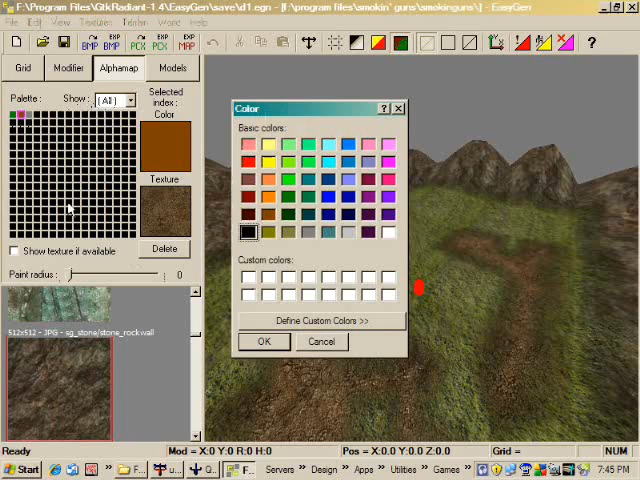 F:\Program Files\GtkRadiant-1.4\EasyGen\save\d1.egn - [f:\program files\smokin' guns\smokinguns\] - EasyGen
File Edit View Textures Terrain Window Help
BMP BMP PCX PCX MAP ?
Grid Modifier Alphamap Models
Palette : Show : ( All ) Selected index :
Color
Texture
Show texture if available Delete
Paint radius : 0
512x512 - JPG - sg_stone/stone_rockwall
Color
Basic colors:
Custom colors:
Define Custom Colors >>
OK Cancel
Ready Mod = X:0 Y:0 R:0 H:0 Pos = X:0.0 Y:0.0 Z:0.0 Grid = NUM
Start F... u... Q... F... Servers » Design » Apps » Utilities » Games » 7:45 PM